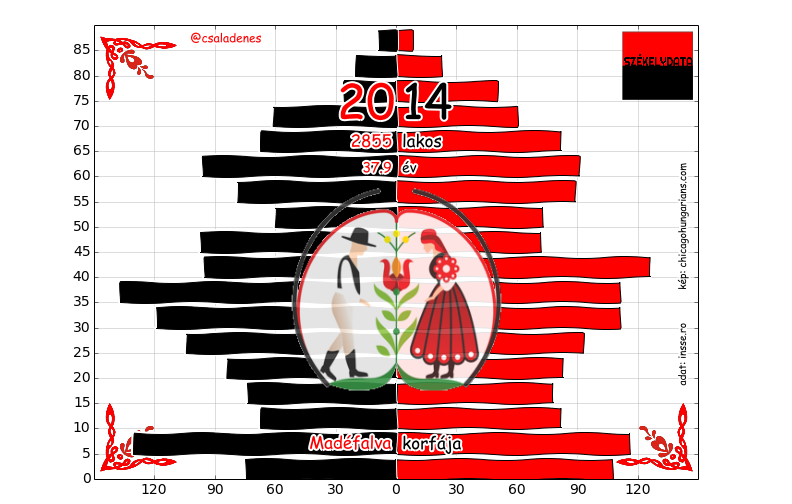 @csaladenes
SZÉKELYDATA
2014
2855 lakos
37.9 év
kép: chicagohungarians.com
adat: insse.ro
Madéfalva korfája
85
80
75
70
65
60
55
50
45
40
35
30
25
20
15
10
5
0
120 90 60 30 0 30 60 90 120